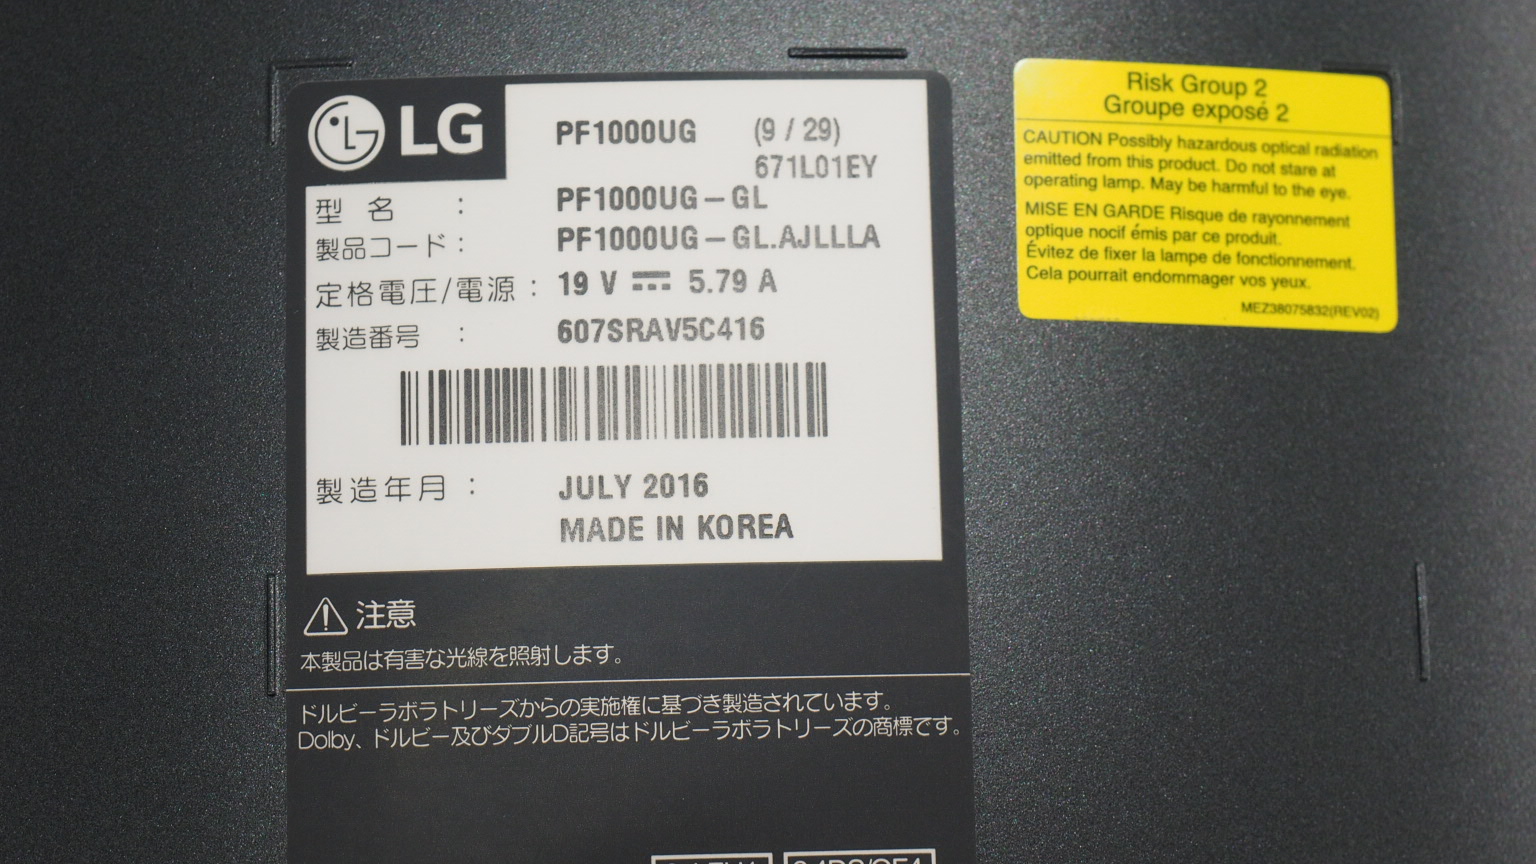 LG
PF1000UG (9 / 29)
671L01EY
型 名 : PF1000UG-GL
製品コード : PF1000UG-GL.AJLLLA
定格電圧/電源 : 19 V ⎓ 5.79 A
製造番号 : 607SRAV5C416
製造年月 : JULY 2016
MADE IN KOREA
注意
本製品は有害な光線を照射します。
ドルビーラボラトリーズからの実施権に基づき製造されています。
Dolby、ドルビー及びダブルD記号はドルビーラボラトリーズの商標です。
Risk Group 2
Groupe exposé 2
CAUTION Possibly hazardous optical radiation
emitted from this product. Do not stare at
operating lamp. May be harmful to the eye.
MISE EN GARDE Risque de rayonnement
optique nocif émis par ce produit.
Évitez de fixer la lampe de fonctionnement.
Cela pourrait endommager vos yeux.
MEZ38075832(REV02)